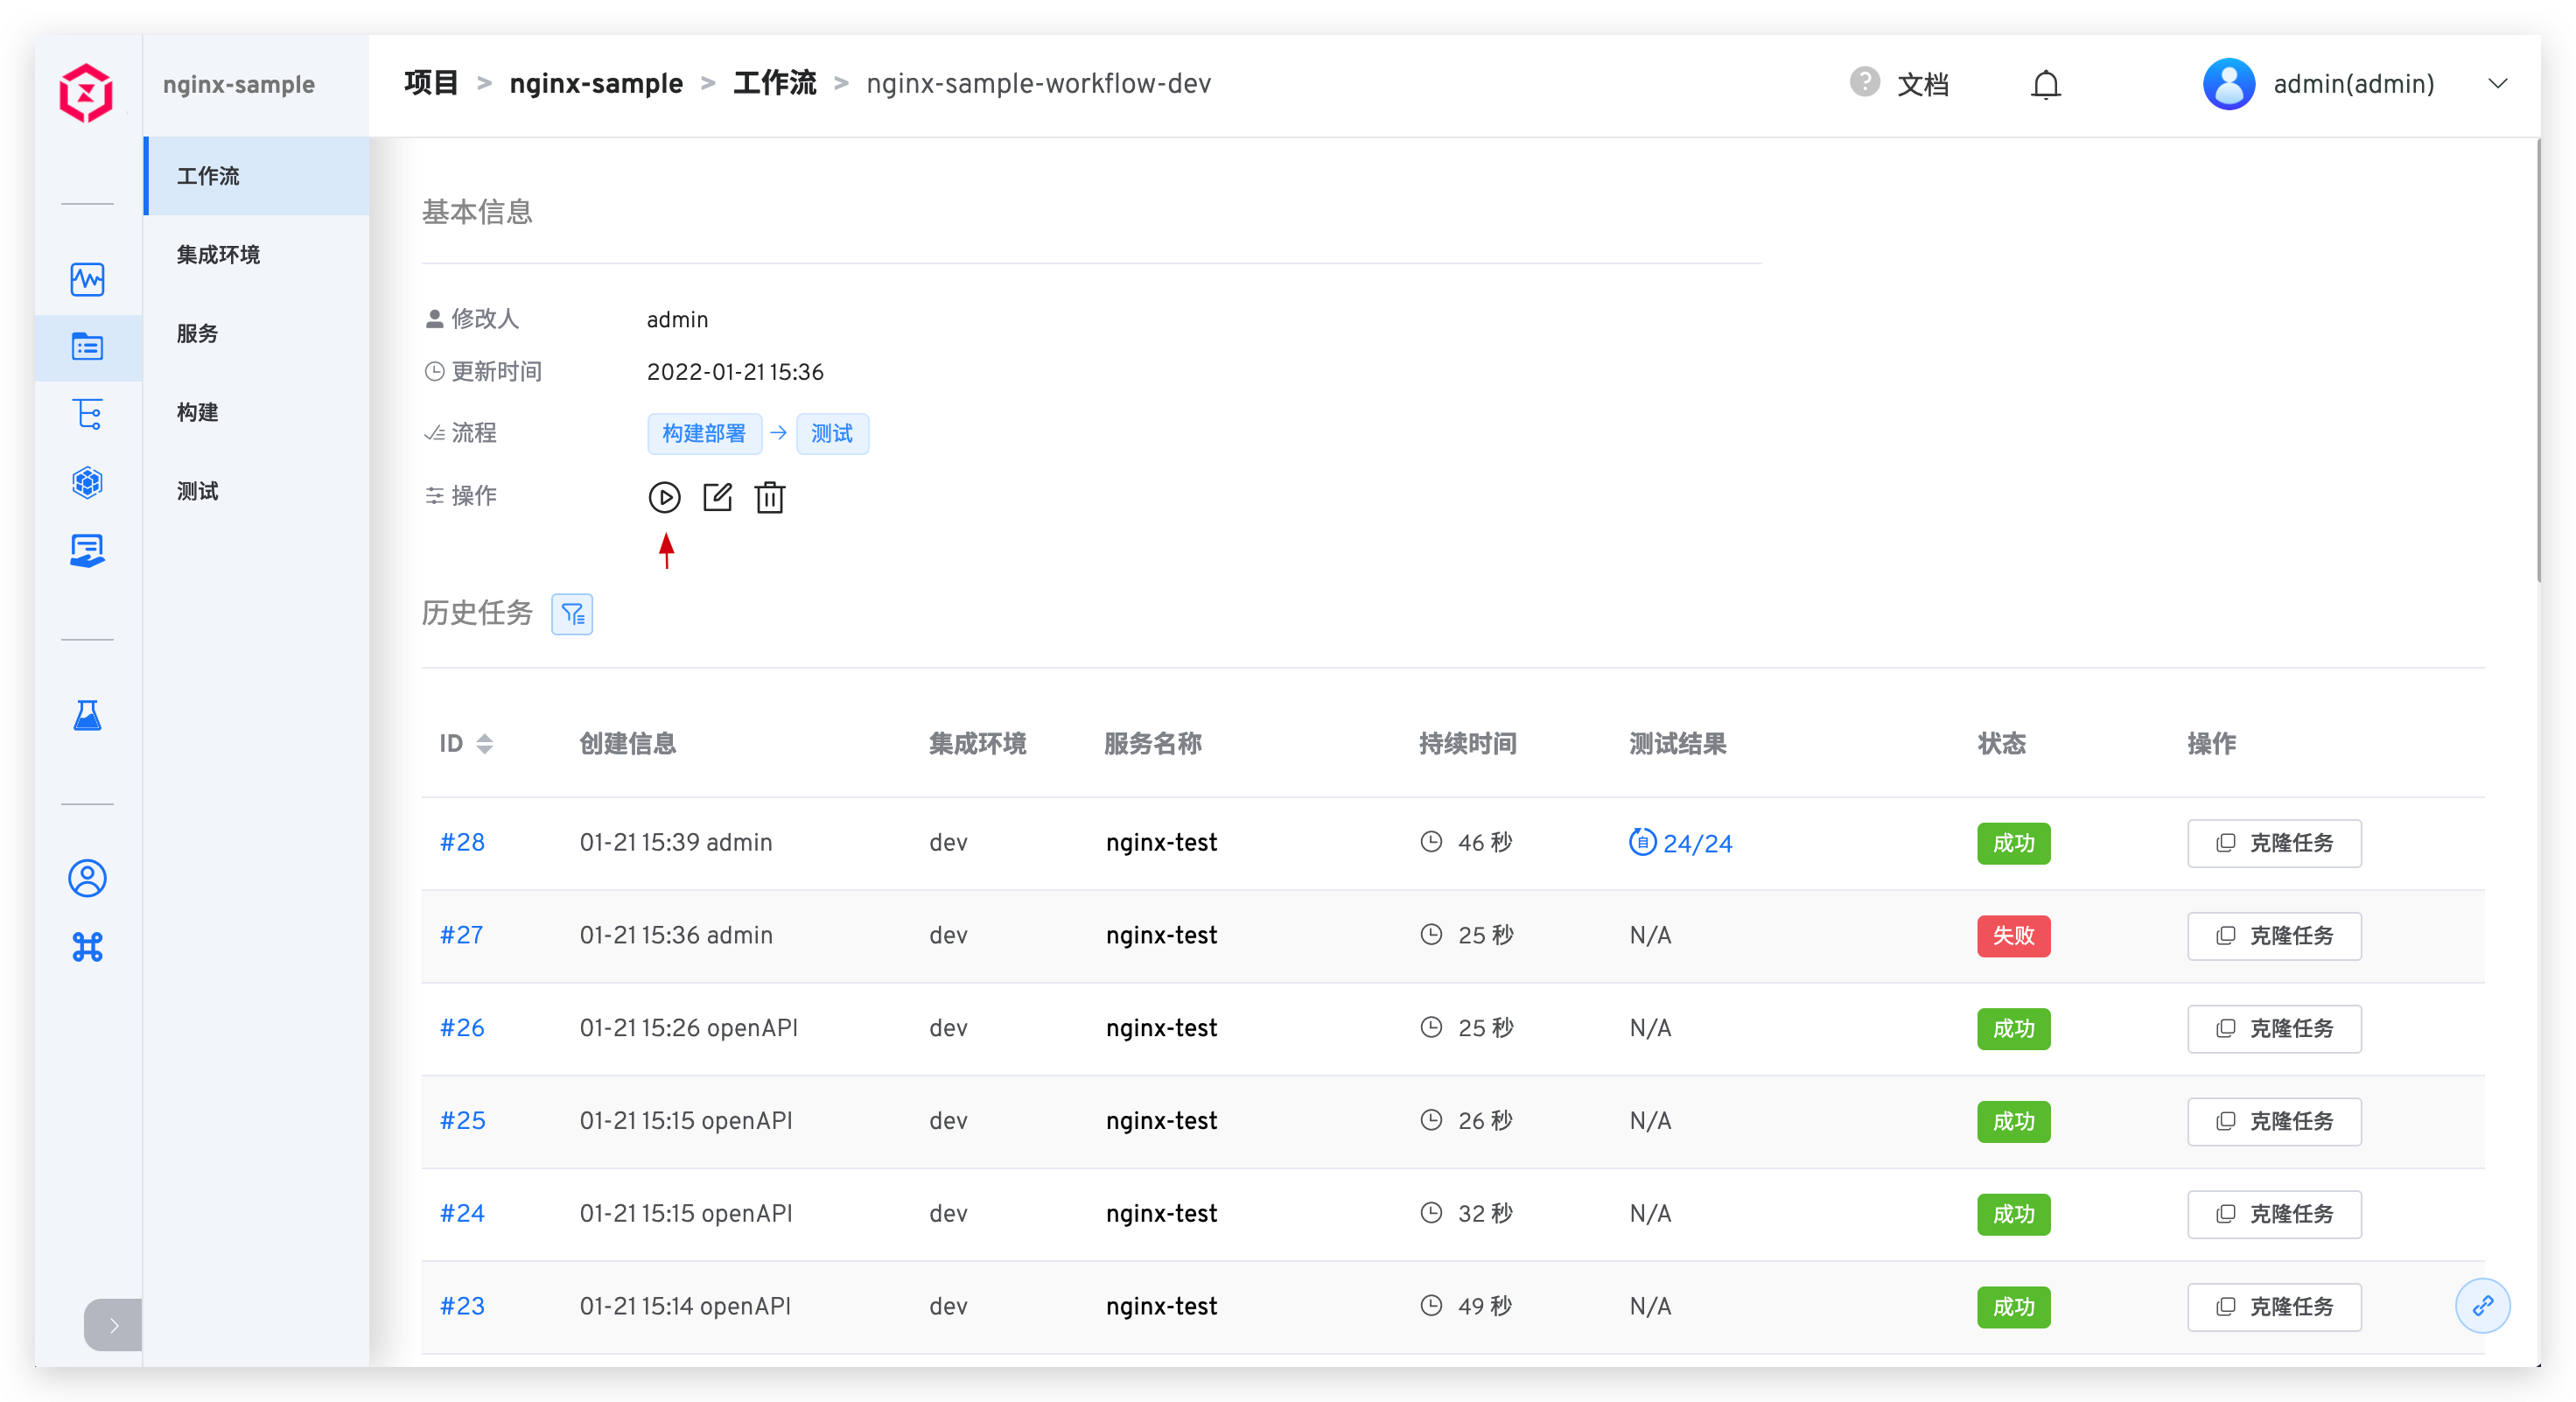 nginx-sample
项目 > nginx-sample > 工作流 > nginx-sample-workflow-dev
? 文档
admin(admin)
工作流
集成环境
服务
构建
测试
基本信息
修改人 admin
更新时间 2022-01-21 15:36
流程 构建部署 → 测试
操作
历史任务
ID 创建信息 集成环境 服务名称 持续时间 测试结果 状态 操作
#28 01-21 15:39 admin dev nginx-test 46 秒 自 24/24 成功 克隆任务
#27 01-21 15:36 admin dev nginx-test 25 秒 N/A 失败 克隆任务
#26 01-21 15:26 openAPI dev nginx-test 25 秒 N/A 成功 克隆任务
#25 01-21 15:15 openAPI dev nginx-test 26 秒 N/A 成功 克隆任务
#24 01-21 15:15 openAPI dev nginx-test 32 秒 N/A 成功 克隆任务
#23 01-21 15:14 openAPI dev nginx-test 49 秒 N/A 成功 克隆任务